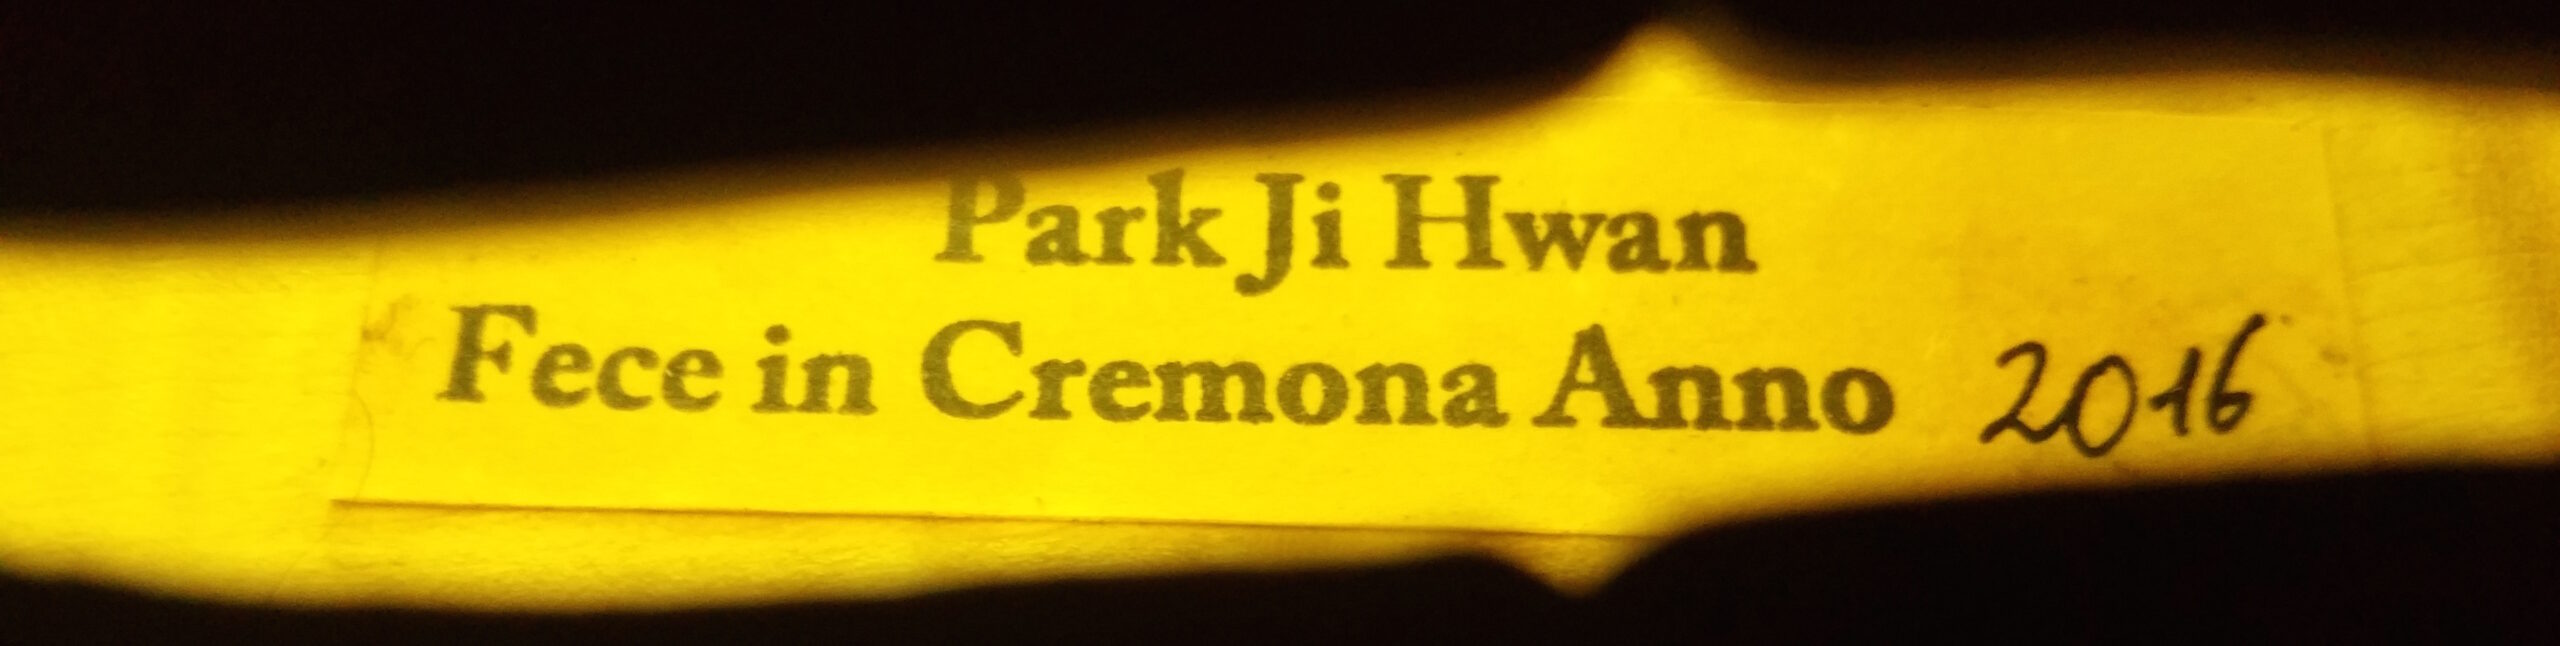 Park Ji Hwan
Fece in Cremona Anno 2016